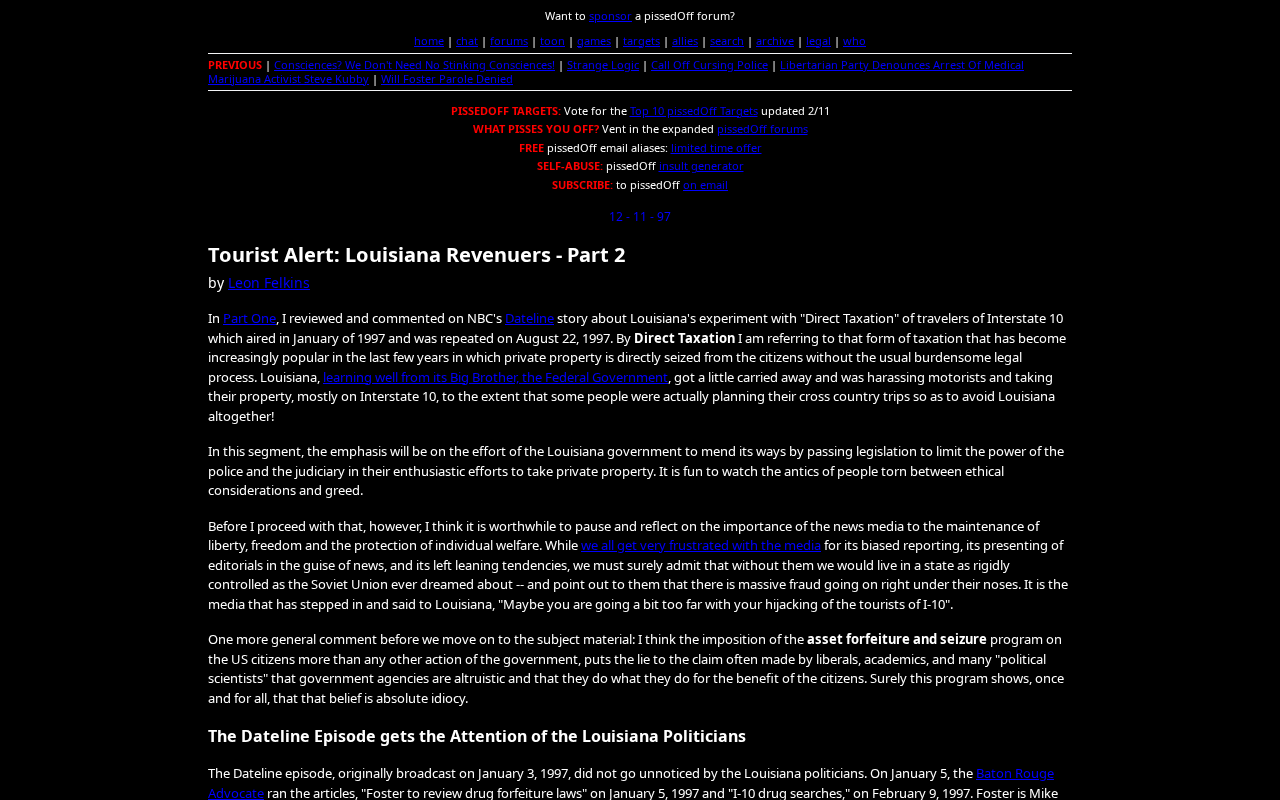 Want to sponsor a pissedOff forum?
home | chat | forums | toon | games | targets | allies | search | archive | legal | who
PREVIOUS | Consciences? We Don't Need No Stinking Consciences! | Strange Logic | Call Off Cursing Police | Libertarian Party Denounces Arrest Of Medical
Marijuana Activist Steve Kubby | Will Foster Parole Denied
PISSEDOFF TARGETS: Vote for the Top 10 pissedOff Targets updated 2/11
WHAT PISSES YOU OFF? Vent in the expanded pissedOff forums
FREE pissedOff email aliases: limited time offer
SELF-ABUSE: pissedOff insult generator
SUBSCRIBE: to pissedOff on email
12 - 11 - 97
Tourist Alert: Louisiana Revenuers - Part 2
by Leon Felkins
In Part One, I reviewed and commented on NBC's Dateline story about Louisiana's experiment with "Direct Taxation" of travelers of Interstate 10
which aired in January of 1997 and was repeated on August 22, 1997. By Direct Taxation I am referring to that form of taxation that has become
increasingly popular in the last few years in which private property is directly seized from the citizens without the usual burdensome legal
process. Louisiana, learning well from its Big Brother, the Federal Government, got a little carried away and was harassing motorists and taking
their property, mostly on Interstate 10, to the extent that some people were actually planning their cross country trips so as to avoid Louisiana
altogether!
In this segment, the emphasis will be on the effort of the Louisiana government to mend its ways by passing legislation to limit the power of the
police and the judiciary in their enthusiastic efforts to take private property. It is fun to watch the antics of people torn between ethical
considerations and greed.
Before I proceed with that, however, I think it is worthwhile to pause and reflect on the importance of the news media to the maintenance of
liberty, freedom and the protection of individual welfare. While we all get very frustrated with the media for its biased reporting, its presenting of
editorials in the guise of news, and its left leaning tendencies, we must surely admit that without them we would live in a state as rigidly
controlled as the Soviet Union ever dreamed about -- and point out to them that there is massive fraud going on right under their noses. It is the
media that has stepped in and said to Louisiana, "Maybe you are going a bit too far with your hijacking of the tourists of I-10".
One more general comment before we move on to the subject material: I think the imposition of the asset forfeiture and seizure program on
the US citizens more than any other action of the government, puts the lie to the claim often made by liberals, academics, and many "political
scientists" that government agencies are altruistic and that they do what they do for the benefit of the citizens. Surely this program shows, once
and for all, that that belief is absolute idiocy.
The Dateline Episode gets the Attention of the Louisiana Politicians
The Dateline episode, originally broadcast on January 3, 1997, did not go unnoticed by the Louisiana politicians. On January 5, the Baton Rouge
Advocate ran the articles, "Foster to review drug forfeiture laws" on January 5, 1997 and "I-10 drug searches," on February 9, 1997. Foster is Mike